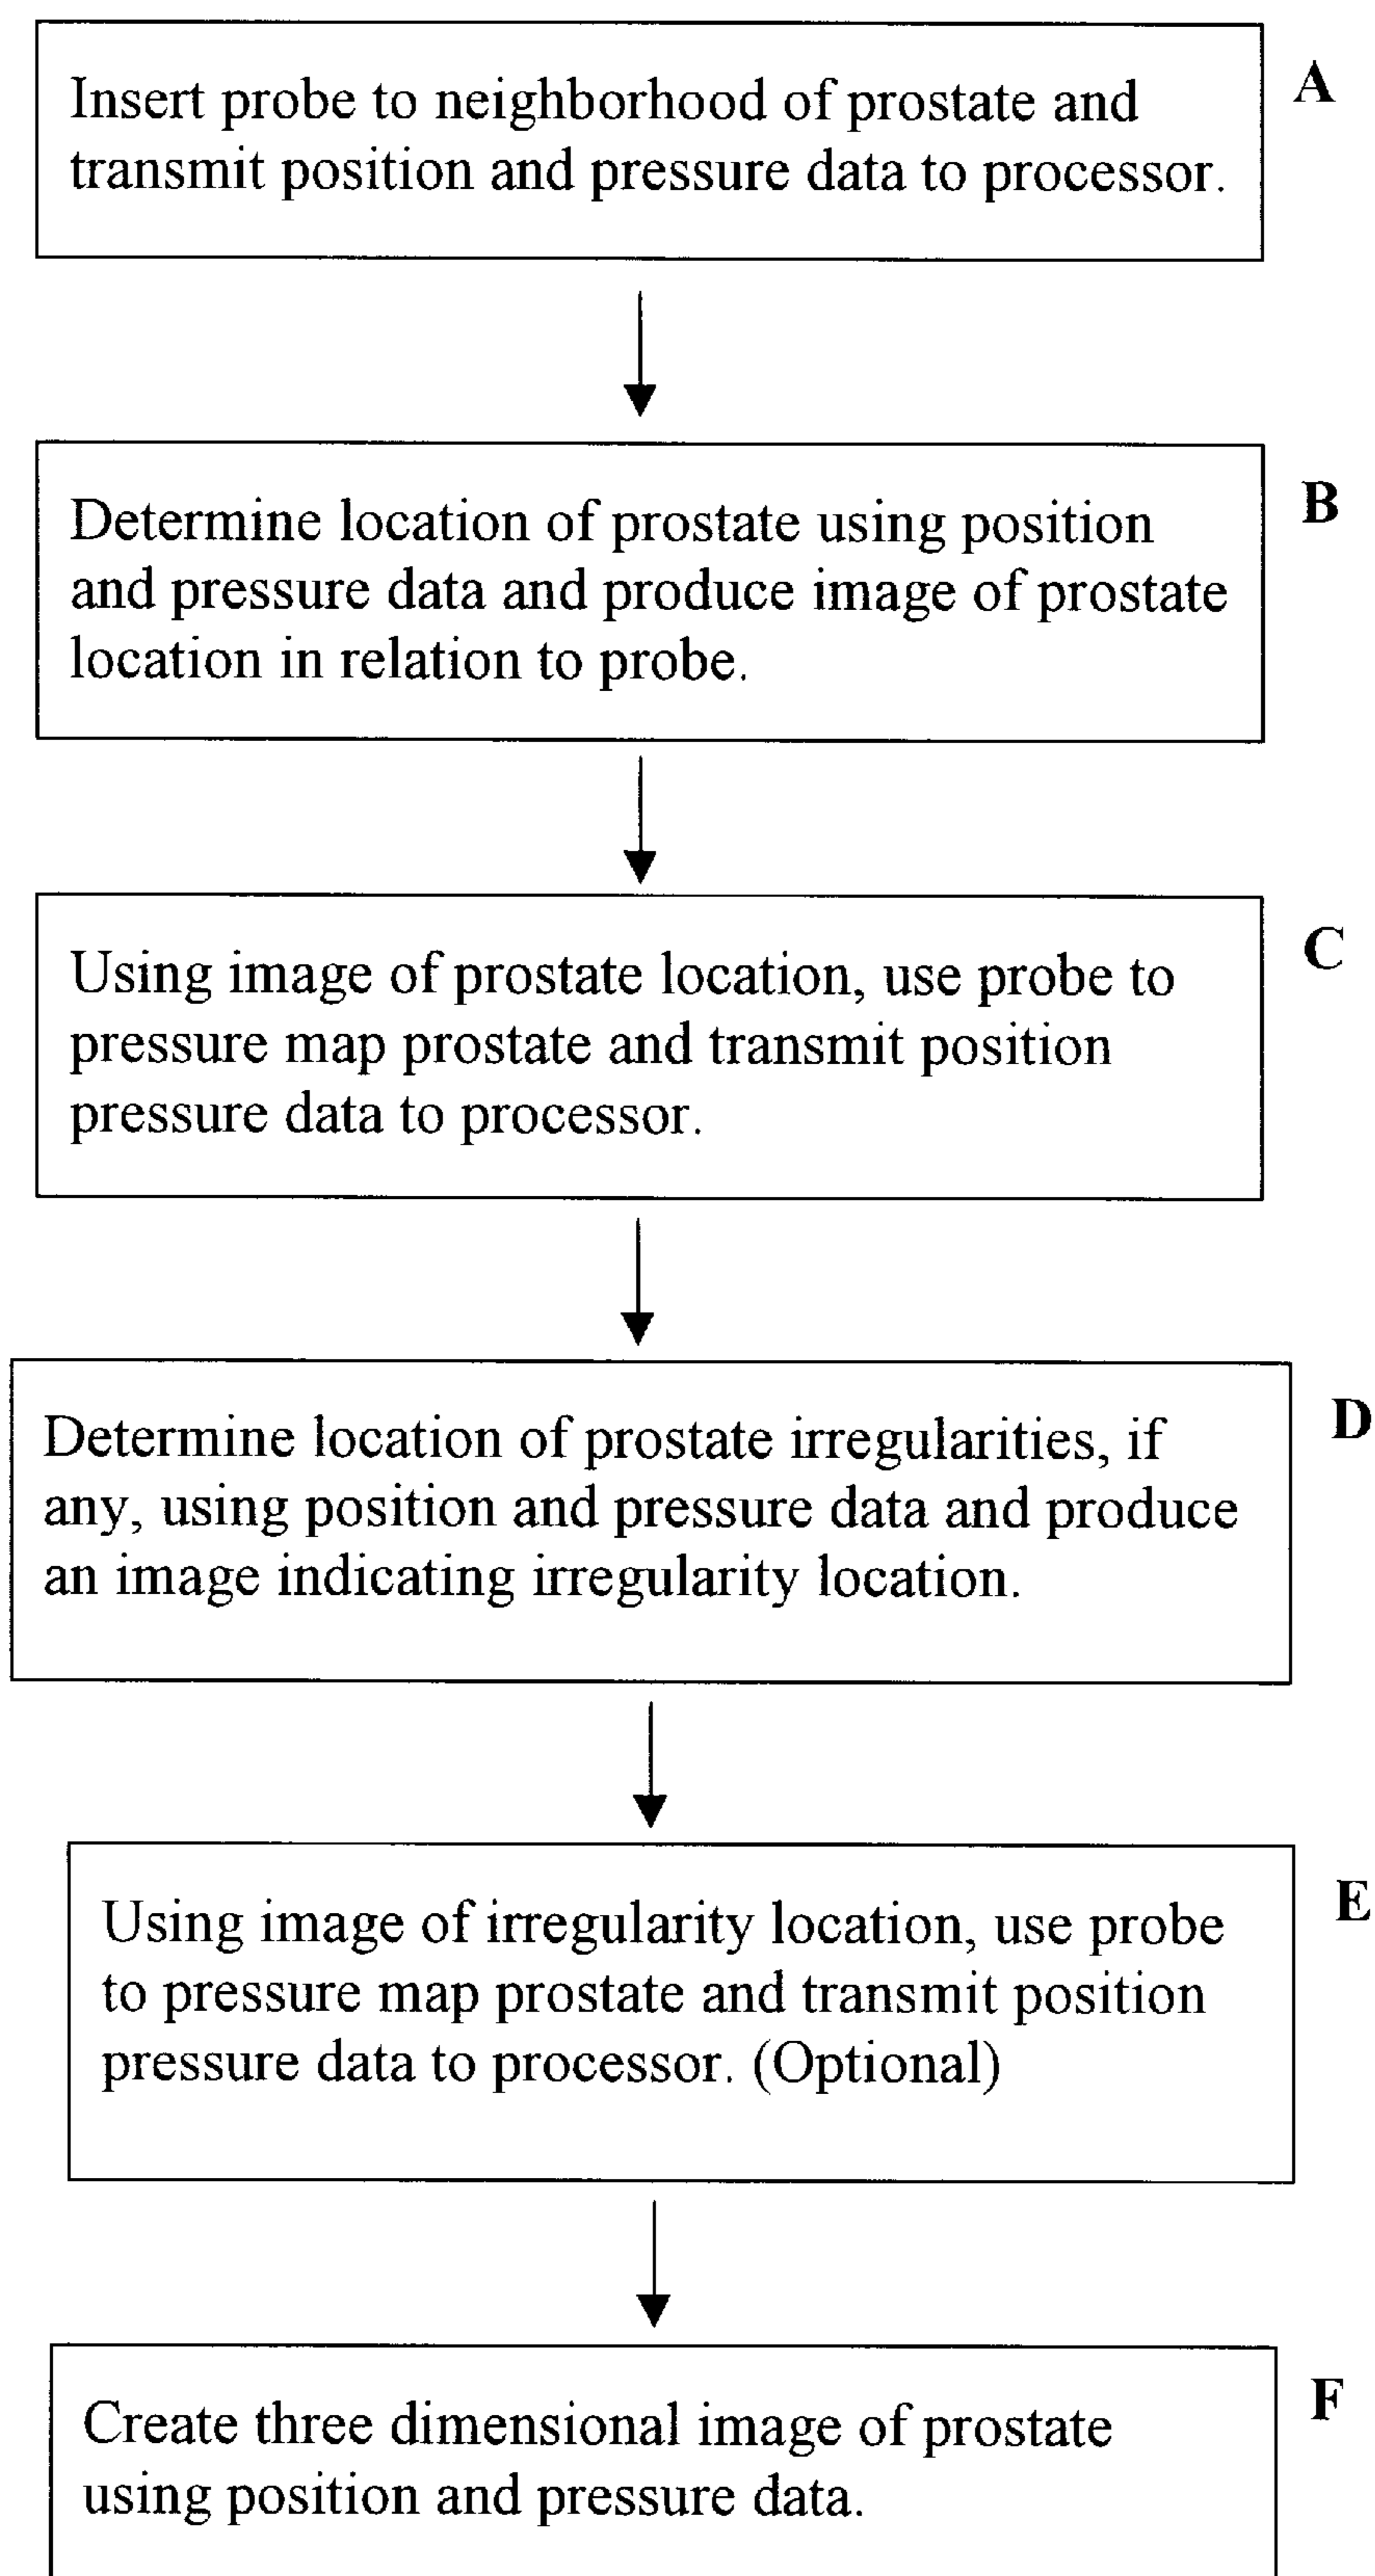 Insert probe to neighborhood of prostate and
transmit position and pressure data to processor.
A
Determine location of prostate using position
and pressure data and produce image of prostate
location in relation to probe.
B
Using image of prostate location, use probe to
pressure map prostate and transmit position
pressure data to processor.
C
Determine location of prostate irregularities, if
any, using position and pressure data and produce
an image indicating irregularity location.
D
Using image of irregularity location, use probe
to pressure map prostate and transmit position
pressure data to processor. (Optional)
E
Create three dimensional image of prostate
using position and pressure data.
F